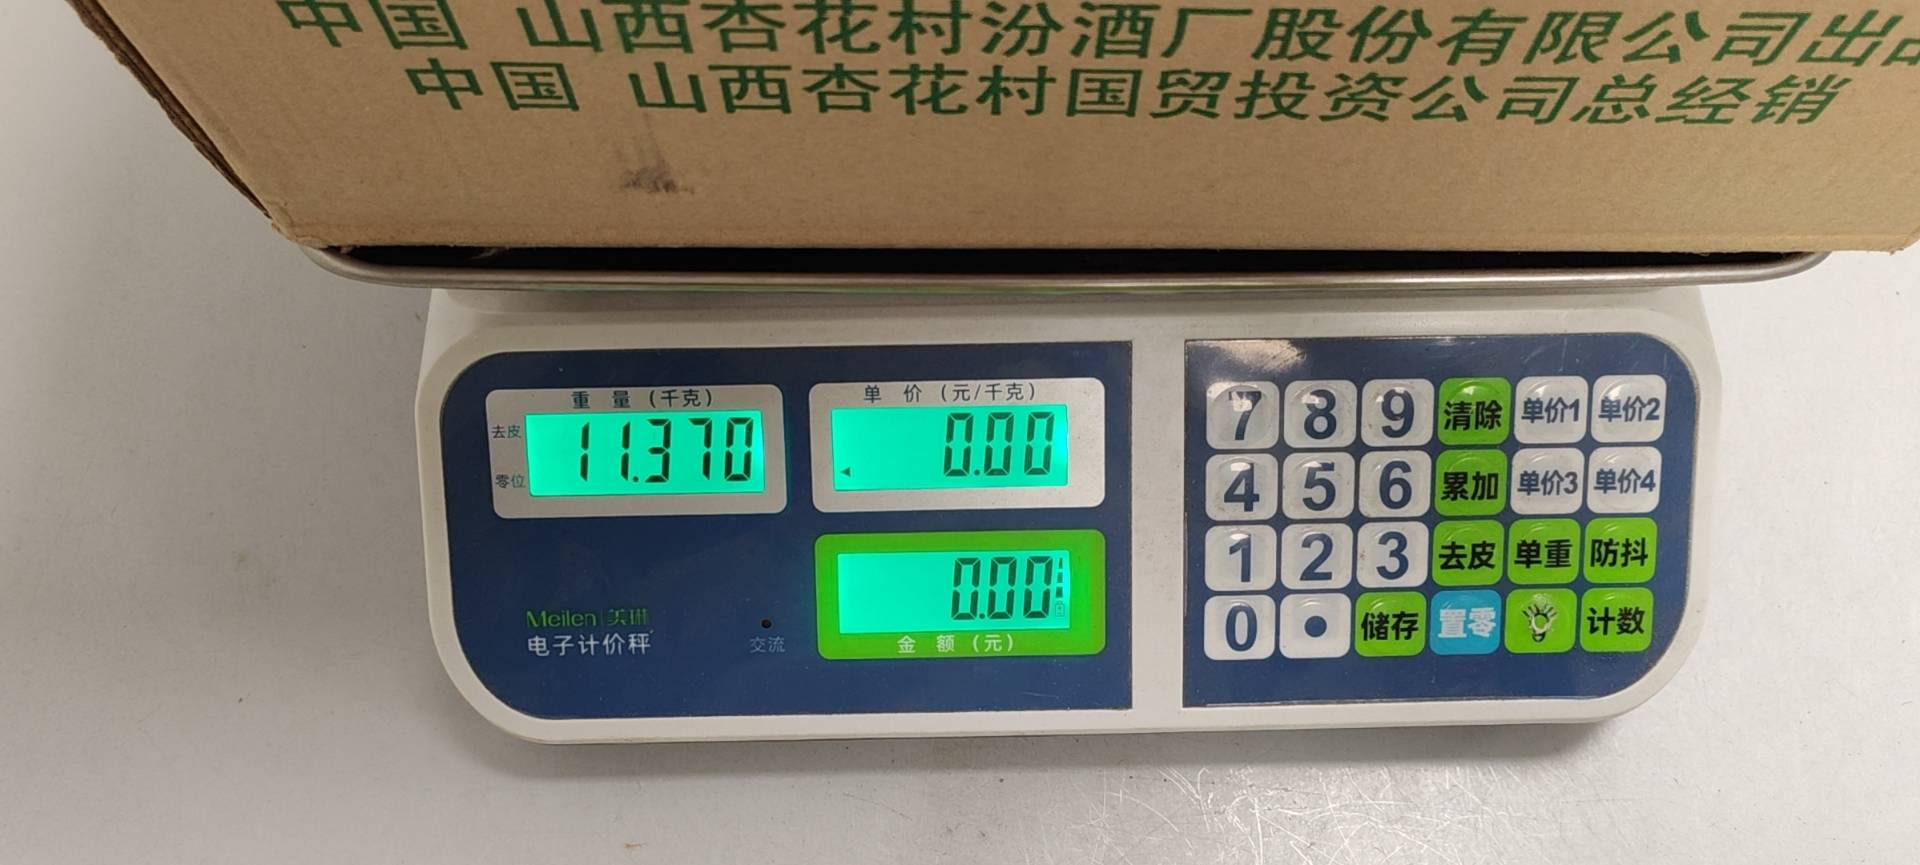 中国 山西杏花村汾酒厂股份有限公司出品
中国 山西杏花村国贸投资公司总经销
重 量 (千克)
去皮
11.370
零位
单 价 (元/千克)
0.00
0.00
金 额 (元)
Meilen 美琳
电子计价秤
交流
7 8 9 清除 单价1 单价2
4 5 6 累加 单价3 单价4
1 2 3 去皮 单重 防抖
0 • 储存 置零 计数